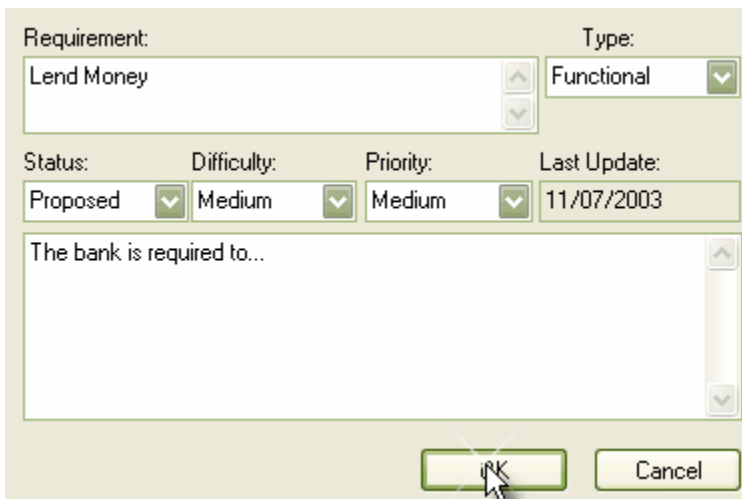 Requirement: Type:
Lend Money Functional
Status: Difficulty: Priority: Last Update:
Proposed Medium Medium 11/07/2003
The bank is required to...
OK Cancel